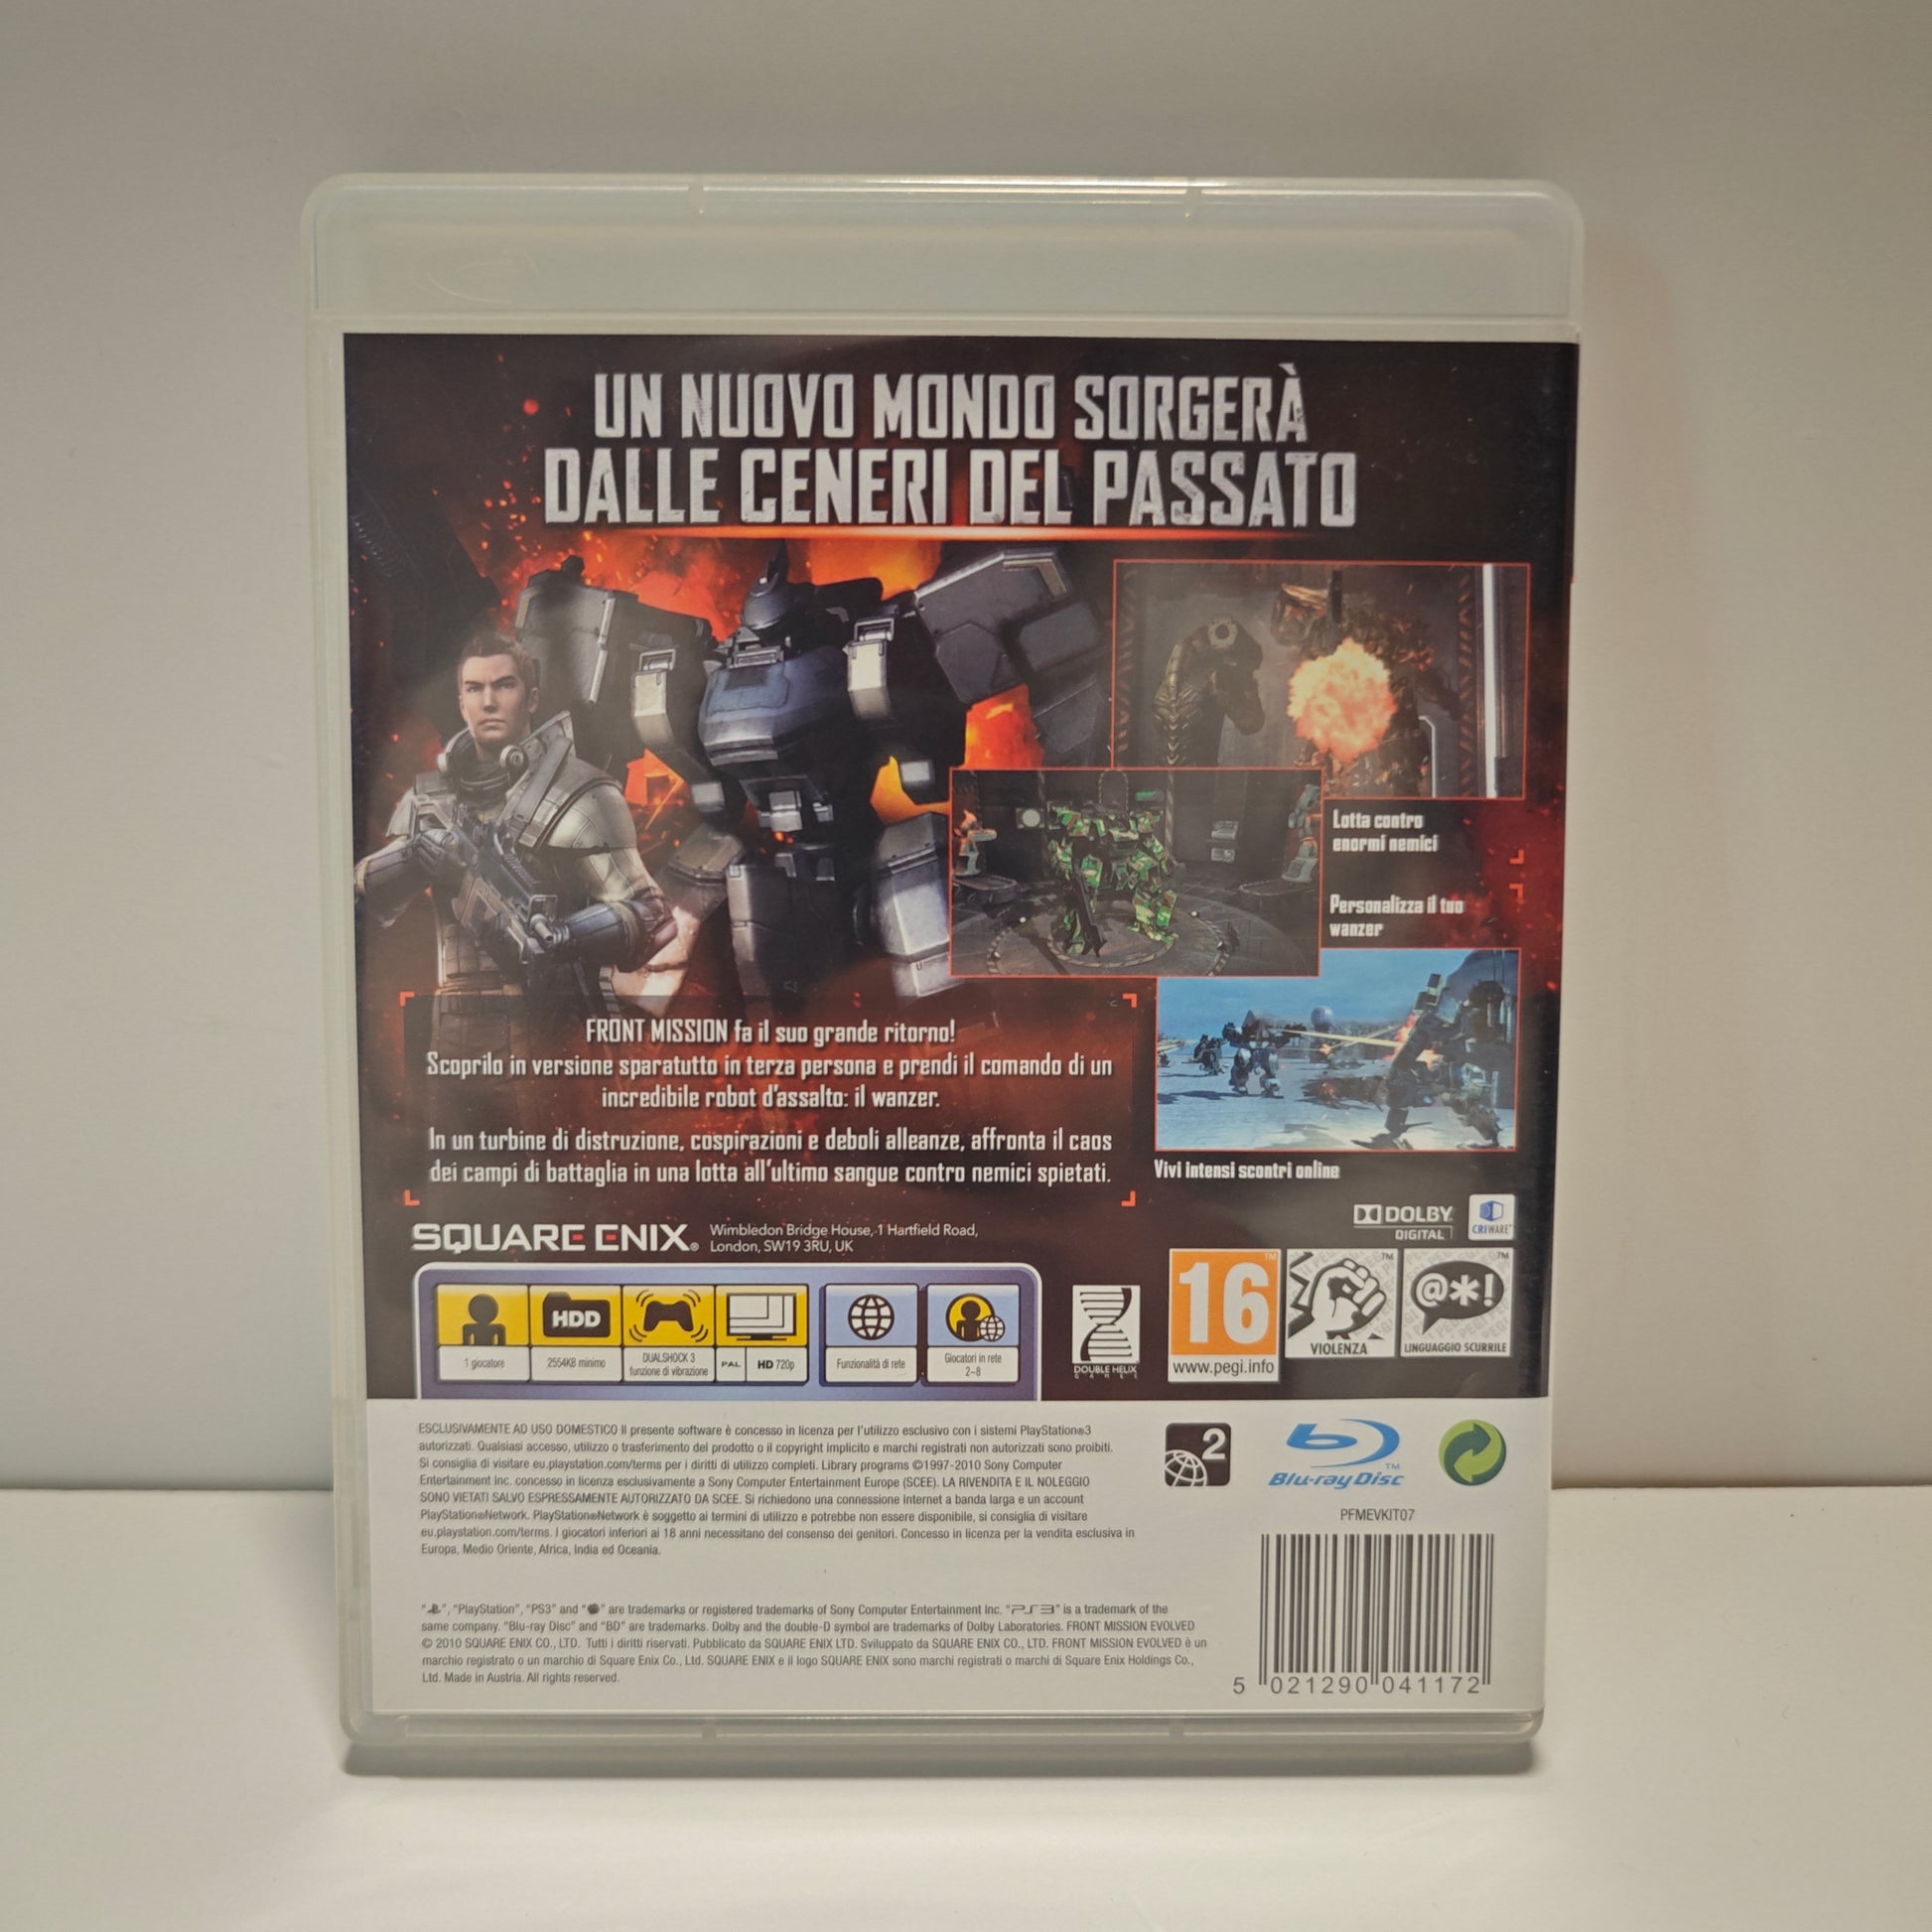 UN NUOVO MONDO SORGERÀ
DALLE CENERI DEL PASSATO
Lotta contro
enormi nemici
Personalizza il tuo
wanzer
Vivi intensi scontri online
FRONT MISSION fa il suo grande ritorno!
Scoprilo in versione sparatutto in terza persona e prendi il comando di un
incredibile robot d'assalto: il wanzer.
In un turbine di distruzione, cospirazioni e deboli alleanze, affronta il caos
dei campi di battaglia in una lotta all'ultimo sangue contro nemici spietati.
SQUARE ENIX®
Wimbledon Bridge House, 1 Hartfield Road,
London, SW19 3RU, UK
DOLBY
DIGITAL
CRIWARE™
HDD
1 giocatore
2554KB minimo
DUALSHOCK 3
funzione di vibrazione
PAL
HD 720p
Funzionalità di rete
Giocatori in rete
2-8
DOUBLE HELIX
GAMES
16
www.pegi.info
VIOLENZA
@*!
LINGUAGGIO SCURRILE
ESCLUSIVAMENTE AD USO DOMESTICO Il presente software è concesso in licenza per l'utilizzo esclusivo con i sistemi PlayStation®3
autorizzati. Qualsiasi accesso, utilizzo o trasferimento del prodotto o il copyright implicito e marchi registrati non autorizzati sono proibiti.
Si consiglia di visitare eu.playstation.com/terms per i diritti di utilizzo completi. Library programs ©1997-2010 Sony Computer
Entertainment Inc. concesso in licenza esclusivamente a Sony Computer Entertainment Europe (SCEE). LA RIVENDITA E IL NOLEGGIO
SONO VIETATI SALVO ESPRESSAMENTE AUTORIZZATO DA SCEE. Si richiedono una connessione Internet a banda larga e un account
PlayStation®Network. PlayStation®Network è soggetto ai termini di utilizzo e potrebbe non essere disponibile, si consiglia di visitare
eu.playstation.com/terms. I giocatori inferiori ai 18 anni necessitano del consenso dei genitori. Concesso in licenza per la vendita esclusiva in
Europa, Medio Oriente, Africa, India ed Oceania.
2
Blu-ray Disc™
PFMEVKIT07
"", "PlayStation", "PS3" and "" are trademarks or registered trademarks of Sony Computer Entertainment Inc. "PS3" is a trademark of the
same company. "Blu-ray Disc" and "BD" are trademarks. Dolby and the double-D symbol are trademarks of Dolby Laboratories. FRONT MISSION EVOLVED
© 2010 SQUARE ENIX CO., LTD. Tutti i diritti riservati. Pubblicato da SQUARE ENIX LTD. Sviluppato da SQUARE ENIX CO., LTD. FRONT MISSION EVOLVED è un
marchio registrato o un marchio di Square Enix Co., Ltd. SQUARE ENIX e il logo SQUARE ENIX sono marchi registrati o marchi di Square Enix Holdings Co.,
Ltd. Made in Austria. All rights reserved.
5 021290 041172